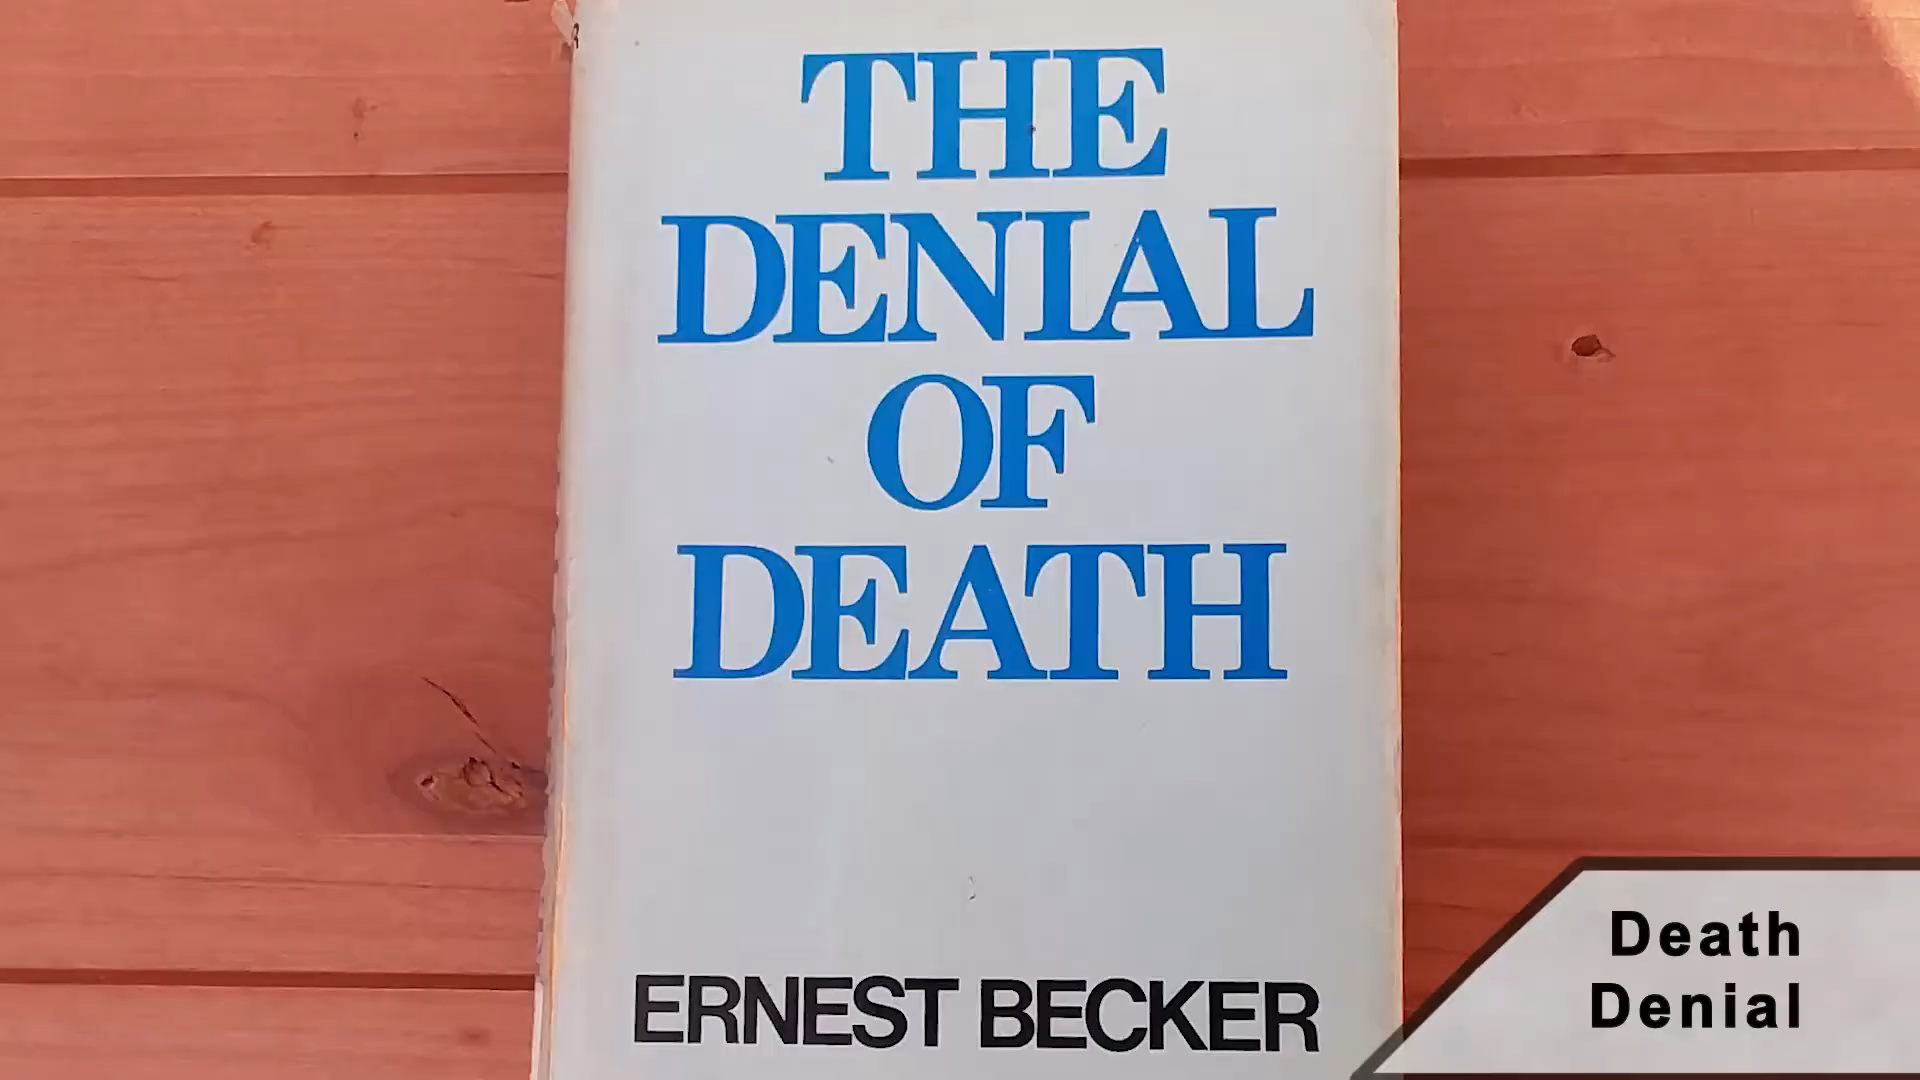 THE
DENIAL
OF
DEATH
ERNEST BECKER
Death
Denial